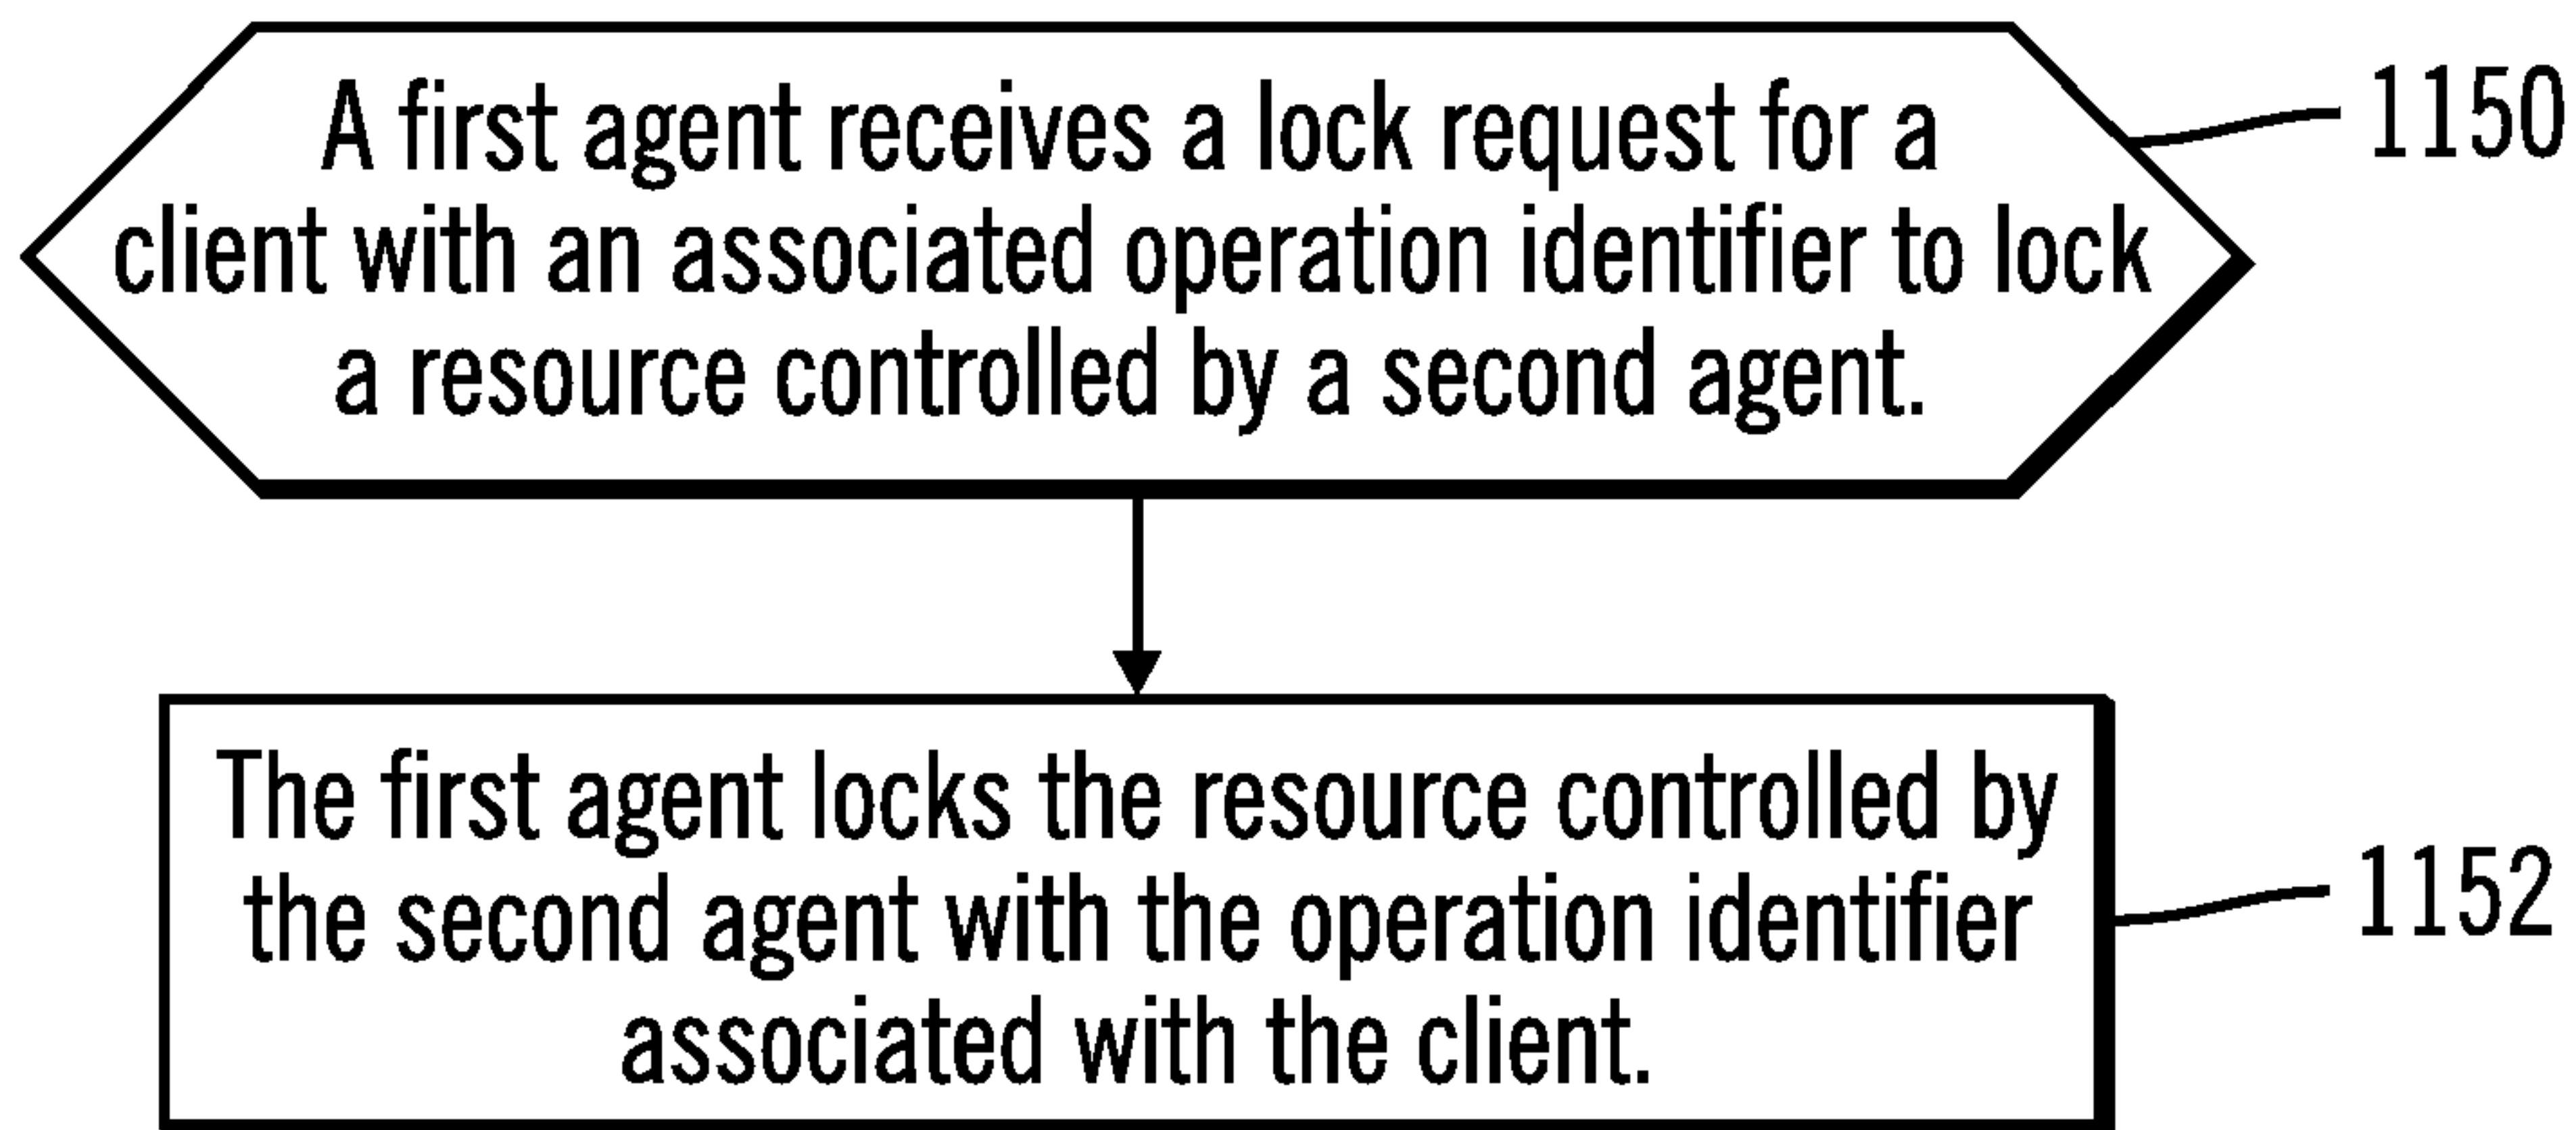 A first agent receives a lock request for a
client with an associated operation identifier to lock
a resource controlled by a second agent.
1150
The first agent locks the resource controlled by
the second agent with the operation identifier
associated with the client.
1152